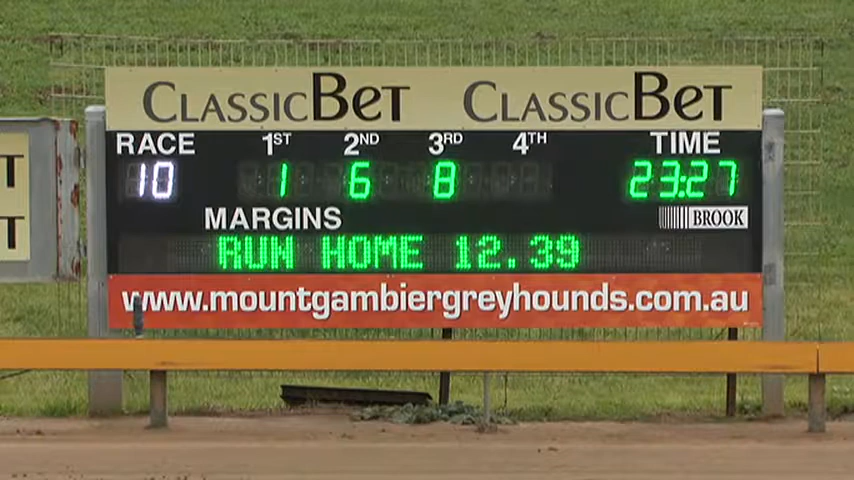 CLASSICBET CLASSICBET
RACE 1ST 2ND 3RD 4TH TIME
10 1 6 8 23:27
MARGINS BROOK
RUN HOME 12.39
www.mountgambiergreyhounds.com.au
T
T